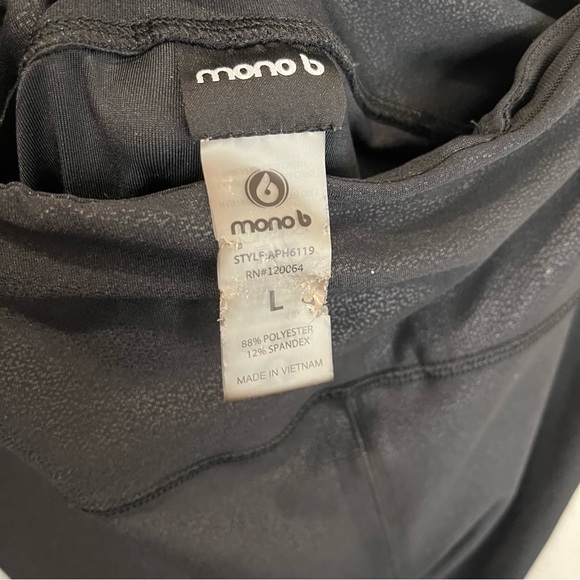 mono b
mono b
STYLE:APH6119
RN#120064
L
88% POLYESTER
12% SPANDEX
MADE IN VIETNAM